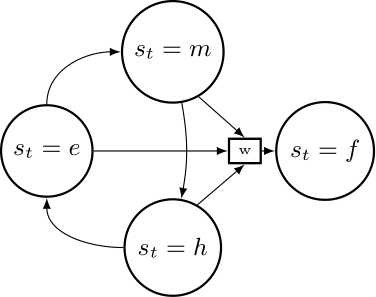 s_t = m
s_t = e
w
s_t = f
s_t = h